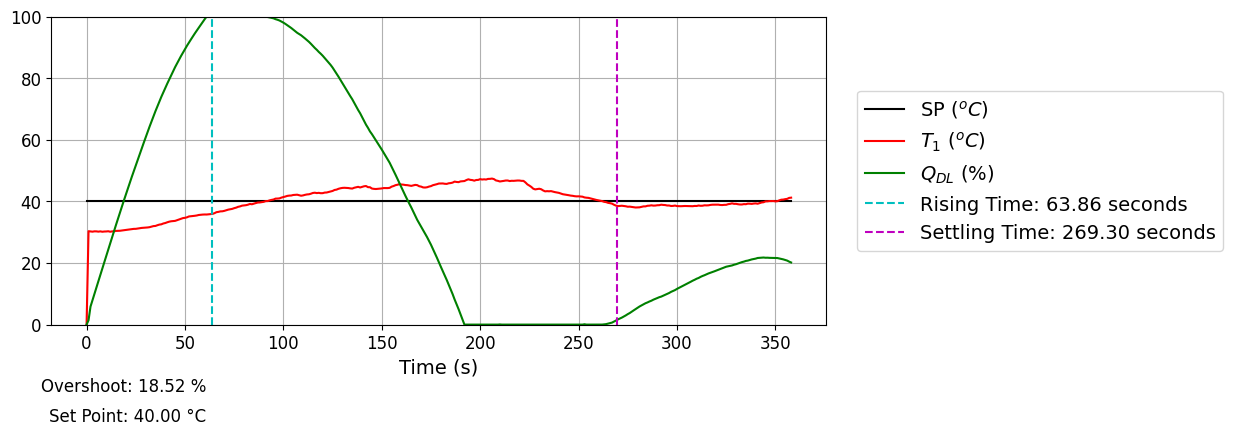 100
80
60
40
20
0
0 50 100 150 200 250 300 350
Time (s)
SP (°C)
T₁ (°C)
Q_DL (%)
Rising Time: 63.86 seconds
Settling Time: 269.30 seconds
Overshoot: 18.52 %
Set Point: 40.00 °C